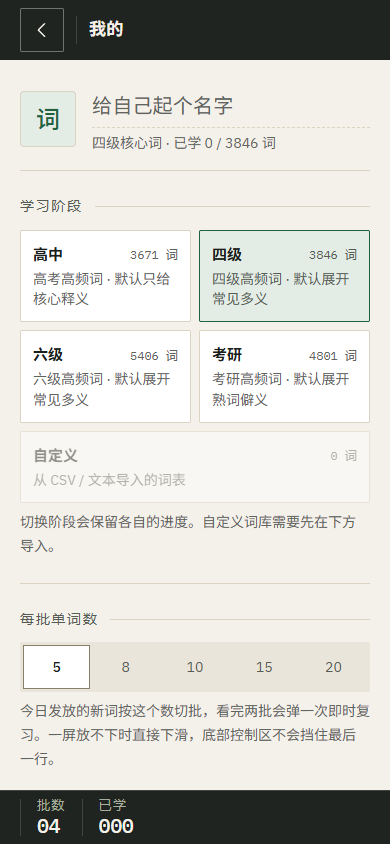 我的
词
给自己起个名字
四级核心词 · 已学 0 / 3846 词
学习阶段
高中 3671 词
高考高频词 · 默认只给
核心释义
四级 3846 词
四级高频词 · 默认展开
常见多义
六级 5406 词
六级高频词 · 默认展开
常见多义
考研 4801 词
考研高频词 · 默认展开
熟词僻义
自定义 0 词
从 CSV / 文本导入的词表
切换阶段会保留各自的进度。自定义词库需要先在下方
导入。
每批单词数
5 8 10 15 20
今日发放的新词按这个数切批，看完两批会弹一次即时复
习。一屏放不下时直接下滑，底部控制区不会挡住最后
一行。
批数 已学
04 000